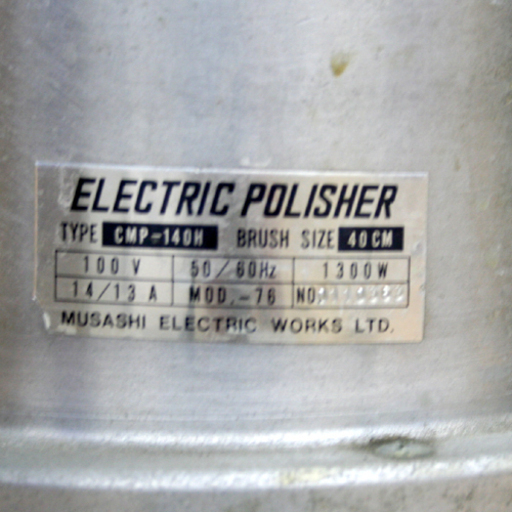 ELECTRIC POLISHER
TYPE CMP-140H BRUSH SIZE 40CM
100 V 50/60Hz 1300W
14/13 A MOD.-76 NO
MUSASHI ELECTRIC WORKS LTD.